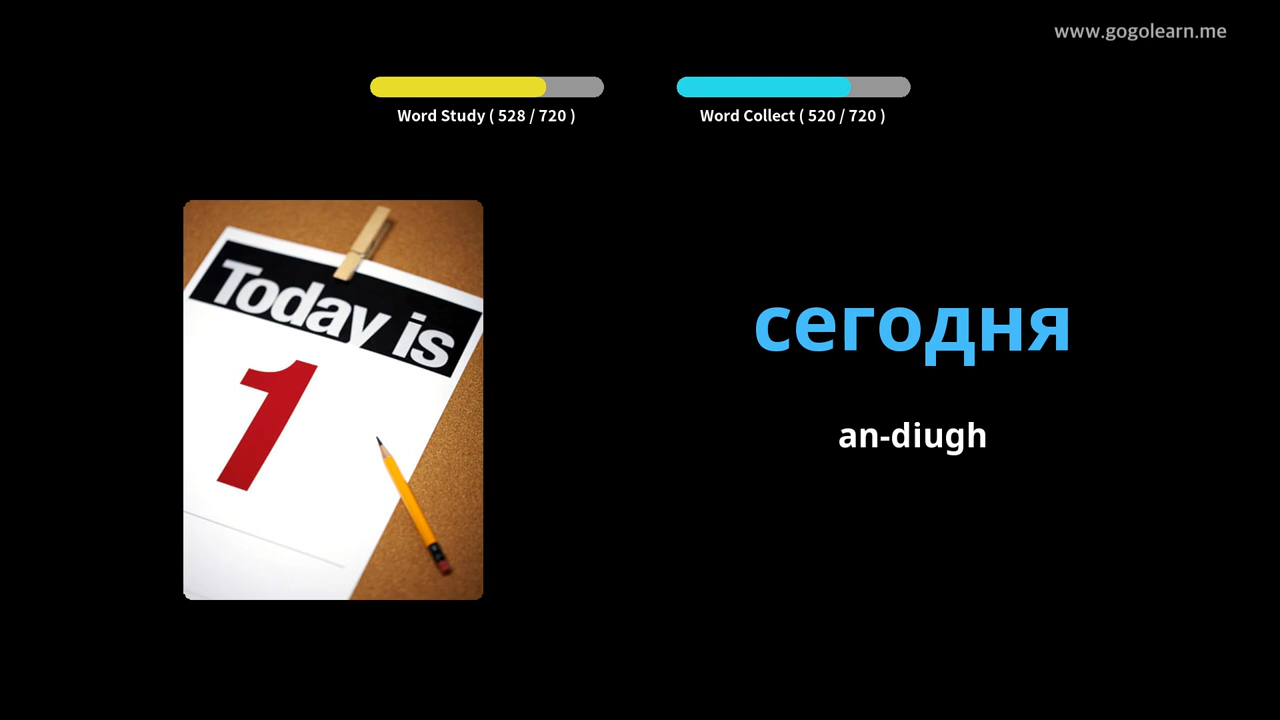 www.gogolearn.me
Word Study ( 528 / 720 )
Word Collect ( 520 / 720 )
Today is
1
сегодня
an-diugh